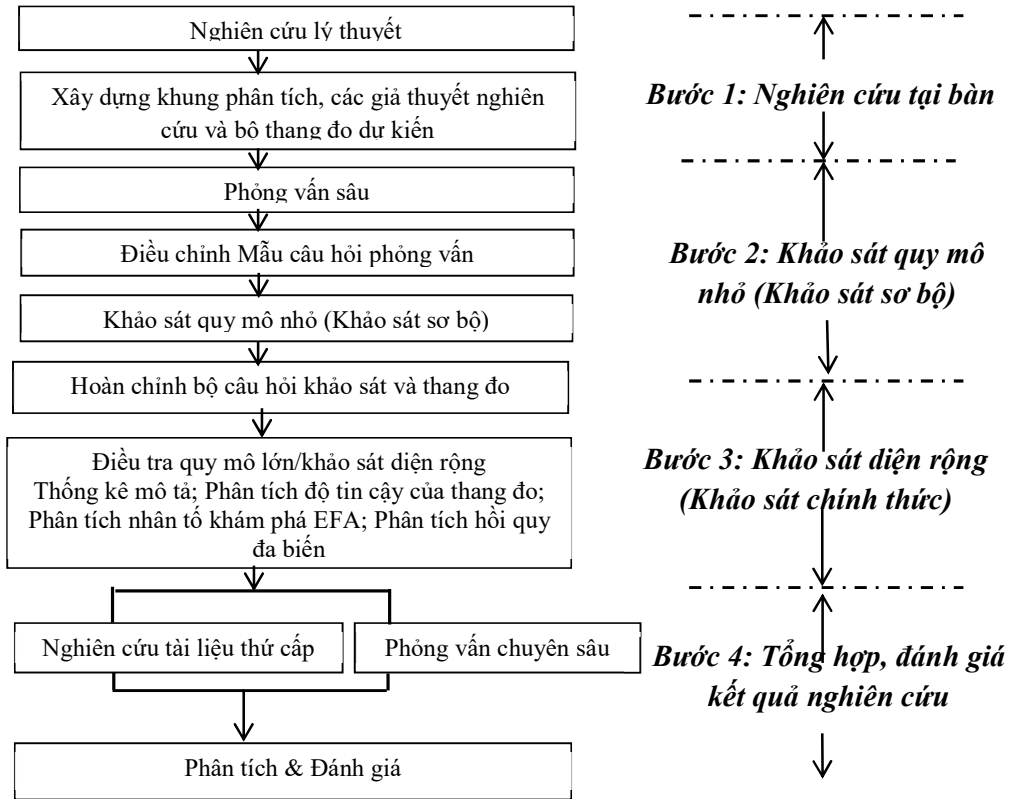 Nghiên cứu lý thuyết
Xây dựng khung phân tích, các giả thuyết nghiên
cứu và bộ thang đo dự kiến
Phỏng vấn sâu
Điều chỉnh Mẫu câu hỏi phỏng vấn
Khảo sát quy mô nhỏ (Khảo sát sơ bộ)
Hoàn chỉnh bộ câu hỏi khảo sát và thang đo
Điều tra quy mô lớn/khảo sát diện rộng
Thống kê mô tả; Phân tích độ tin cậy của thang đo;
Phân tích nhân tố khám phá EFA; Phân tích hồi quy
đa biến
Nghiên cứu tài liệu thứ cấp
Phỏng vấn chuyên sâu
Phân tích & Đánh giá
Bước 1: Nghiên cứu tại bàn
Bước 2: Khảo sát quy mô
nhỏ (Khảo sát sơ bộ)
Bước 3: Khảo sát diện rộng
(Khảo sát chính thức)
Bước 4: Tổng hợp, đánh giá
kết quả nghiên cứu